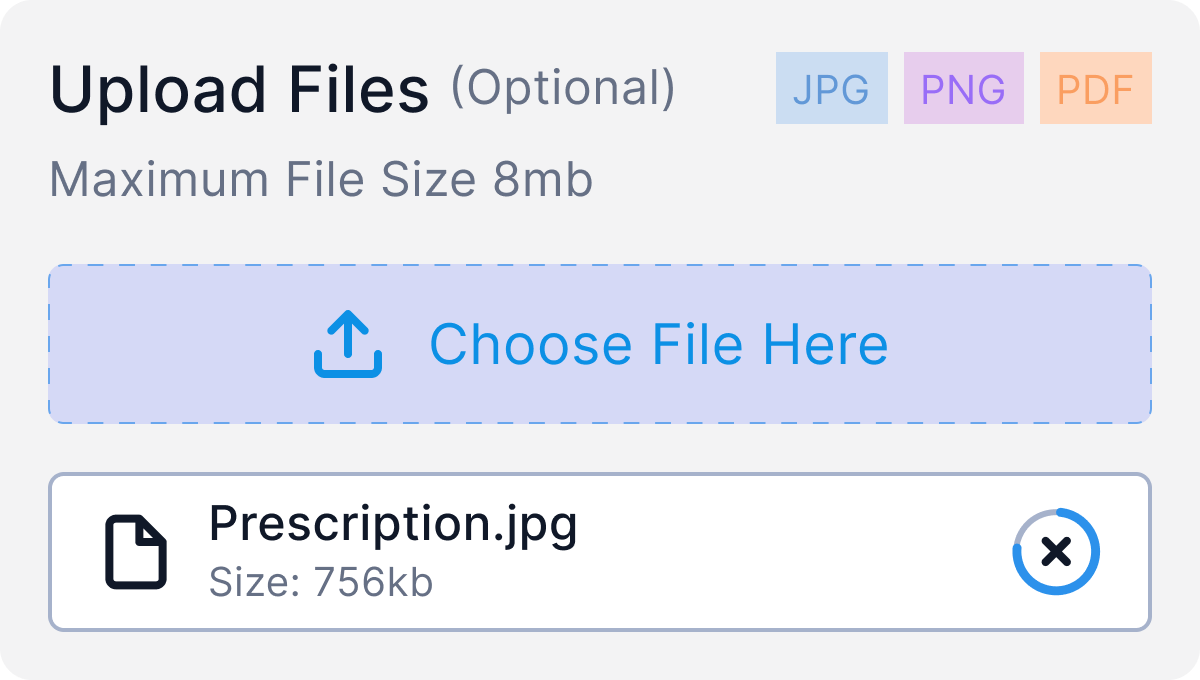 Upload Files (Optional) JPG PNG PDF
Maximum File Size 8mb
Choose File Here
Prescription.jpg
Size: 756kb